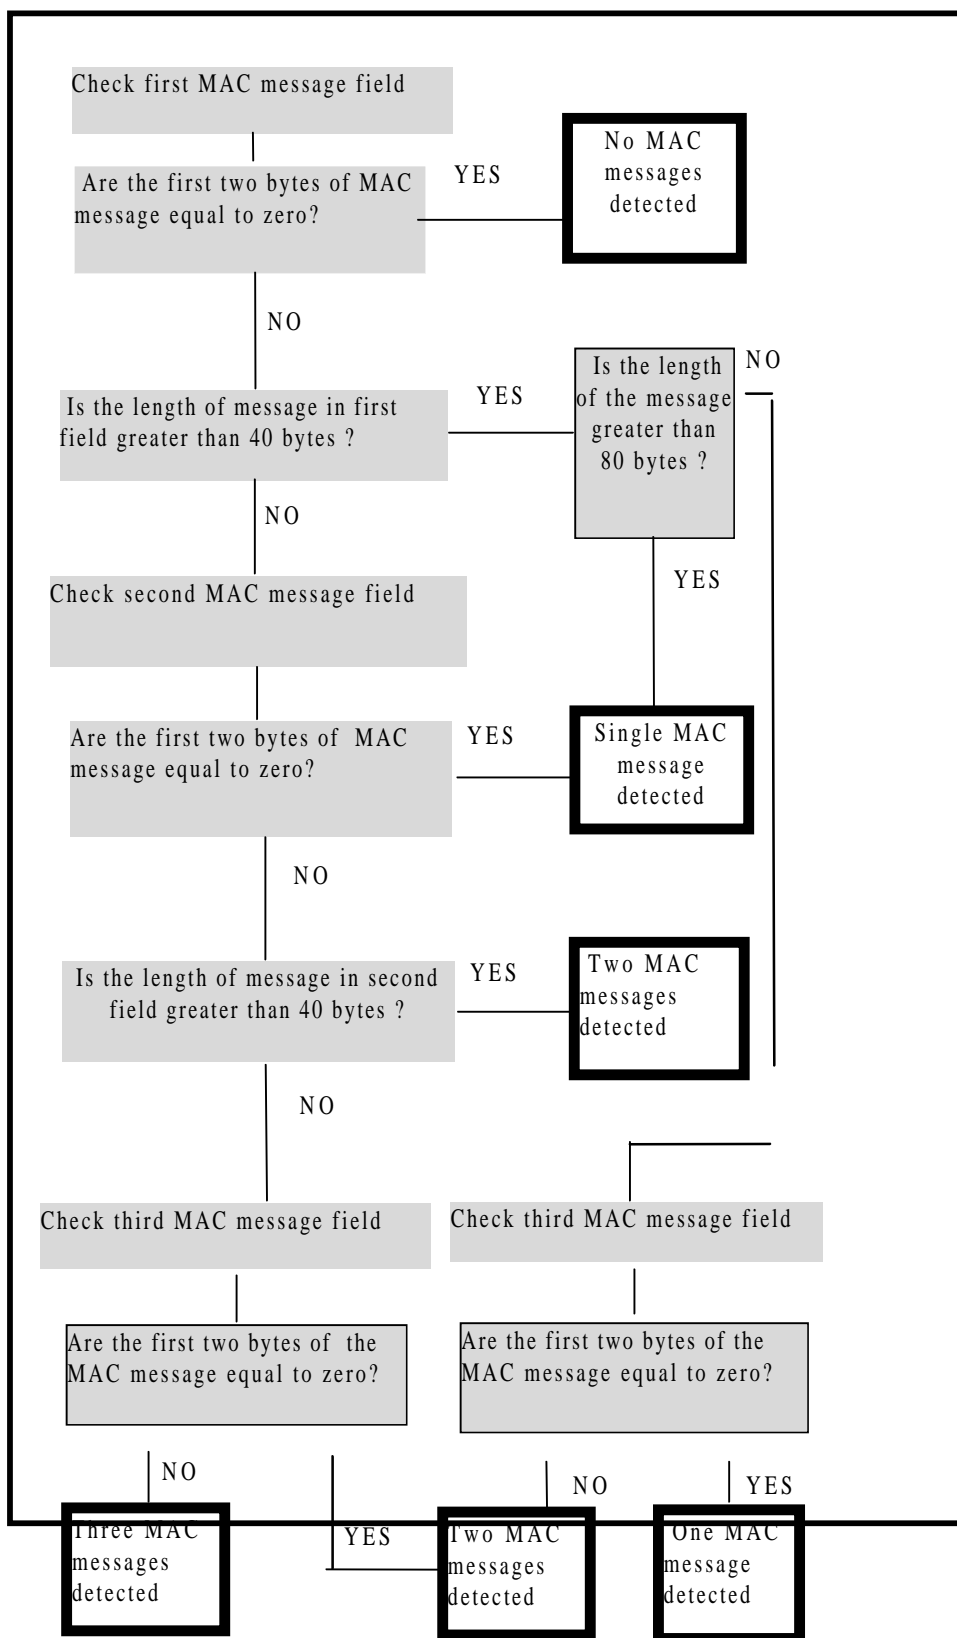 Check first MAC message field
Are the first two bytes of MAC
message equal to zero?
YES
No MAC
messages
detected
NO
Is the length of message in first
field greater than 40 bytes ?
YES
Is the length
of the message
greater than
80 bytes ?
NO
NO
YES
Check second MAC message field
Are the first two bytes of MAC
message equal to zero?
YES
Single MAC
message
detected
NO
Is the length of message in second
field greater than 40 bytes ?
YES
Two MAC
messages
detected
NO
Check third MAC message field
Check third MAC message field
Are the first two bytes of the
MAC message equal to zero?
Are the first two bytes of the
MAC message equal to zero?
NO
YES
NO
YES
Three MAC
messages
detected
Two MAC
messages
detected
One MAC
message
detected